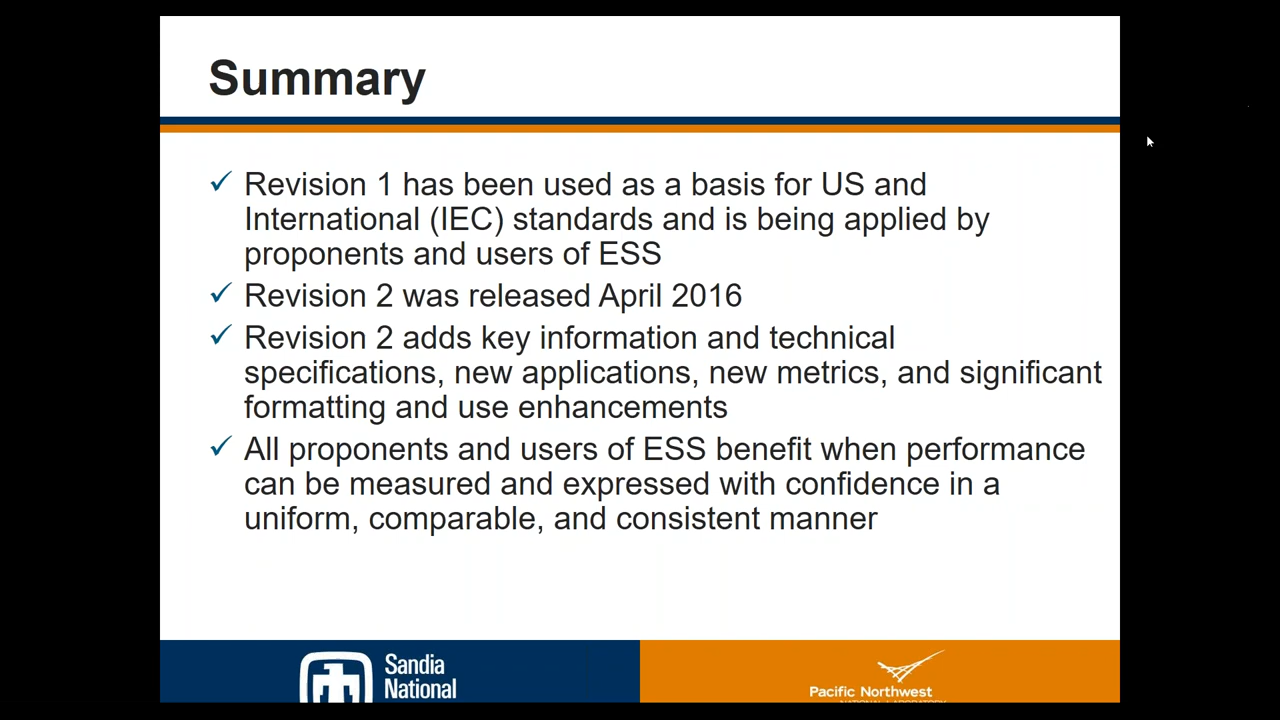 Summary
✓ Revision 1 has been used as a basis for US and
International (IEC) standards and is being applied by
proponents and users of ESS
✓ Revision 2 was released April 2016
✓ Revision 2 adds key information and technical
specifications, new applications, new metrics, and significant
formatting and use enhancements
✓ All proponents and users of ESS benefit when performance
can be measured and expressed with confidence in a
uniform, comparable, and consistent manner
Sandia
National
Pacific Northwest
NATIONAL LABORATORY